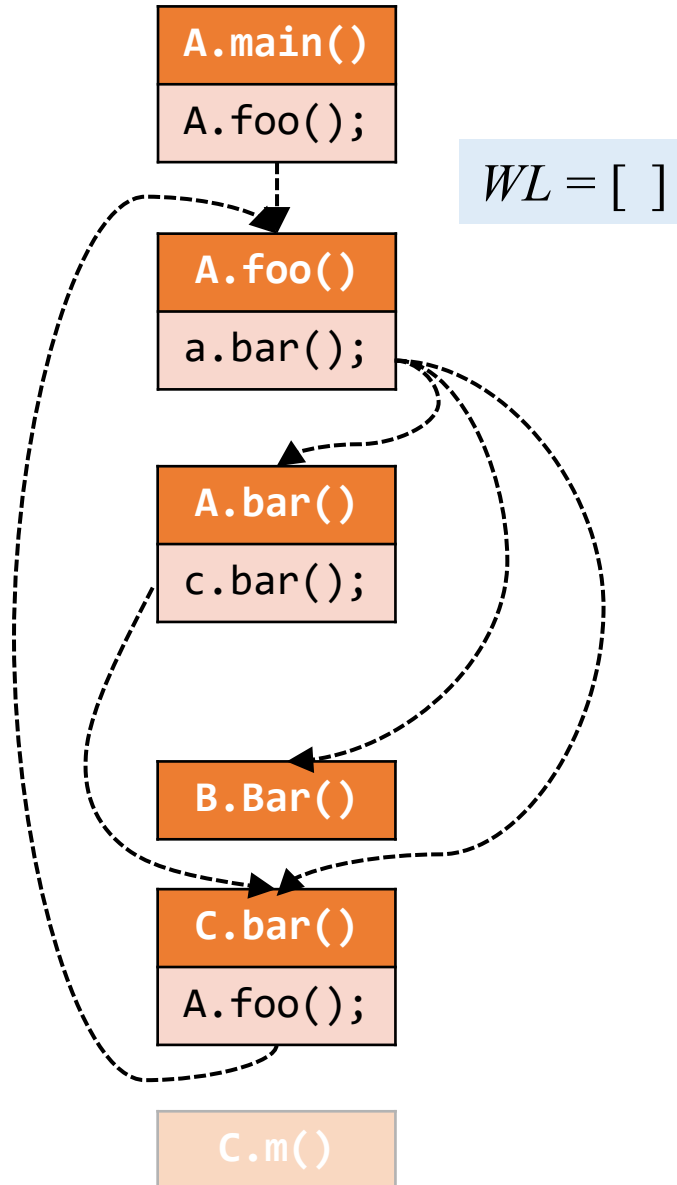 A.main()
A.foo();
WL = [ ]
A.foo()
a.bar();
A.bar()
c.bar();
B.Bar()
C.bar()
A.foo();
C.m()